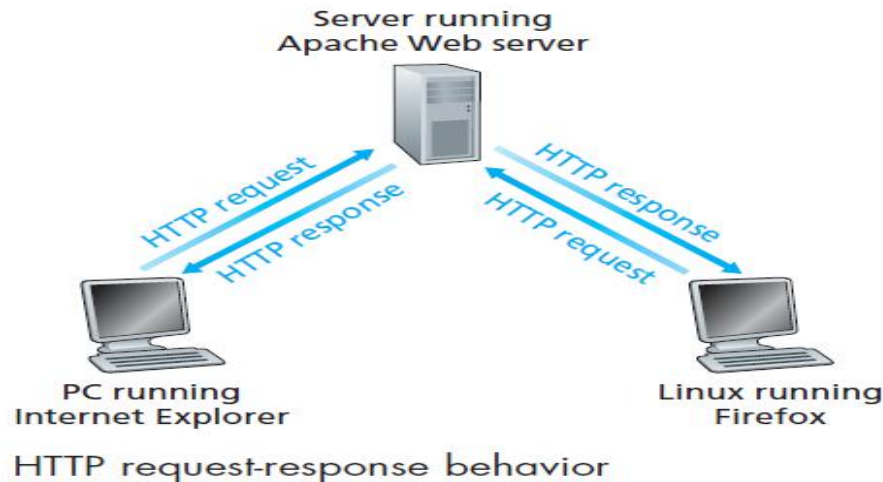 Server running
Apache Web server
HTTP request
HTTP response
HTTP response
HTTP request
PC running
Internet Explorer
Linux running
Firefox
HTTP request-response behavior